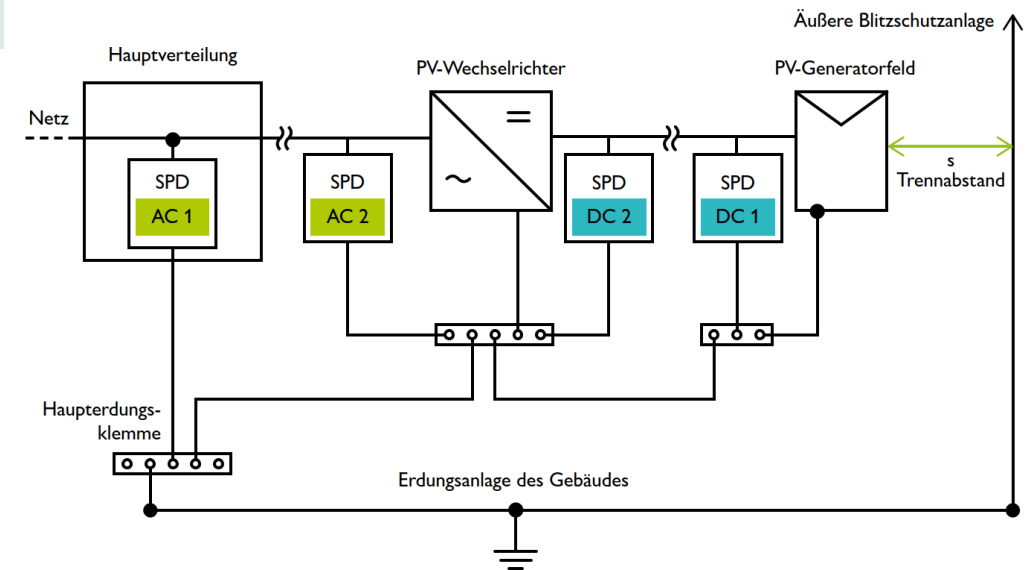 Äußere Blitzschutzanlage
Hauptverteilung
PV-Wechselrichter
PV-Generatorfeld
Netz
SPD
AC 1
SPD
AC 2
SPD
DC 2
SPD
DC 1
s
Trennabstand
Haupterdungs-
klemme
Erdungsanlage des Gebäudes